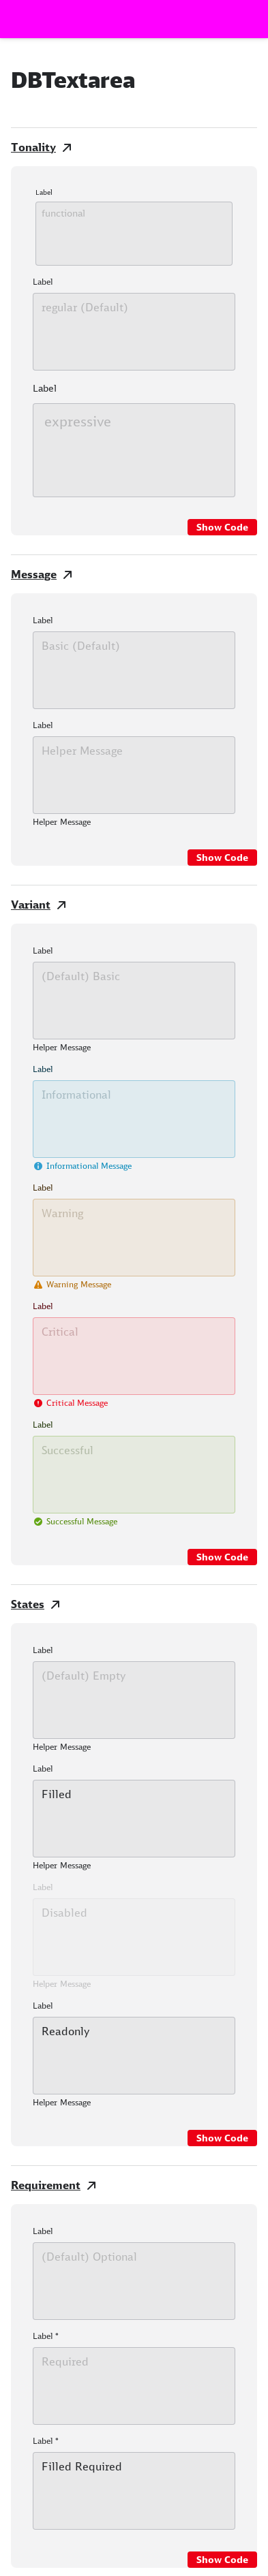 DBTextarea
Tonality
Label
functional
Label
regular (Default)
Label
expressive
Show Code
Message
Label
Basic (Default)
Label
Helper Message
Helper Message
Show Code
Variant
Label
(Default) Basic
Helper Message
Label
Informational
Informational Message
Label
Warning
Warning Message
Label
Critical
Critical Message
Label
Successful
Successful Message
Show Code
States
Label
(Default) Empty
Helper Message
Label
Filled
Helper Message
Label
Disabled
Helper Message
Label
Readonly
Helper Message
Show Code
Requirement
Label
(Default) Optional
Label *
Required
Label *
Filled Required
Show Code